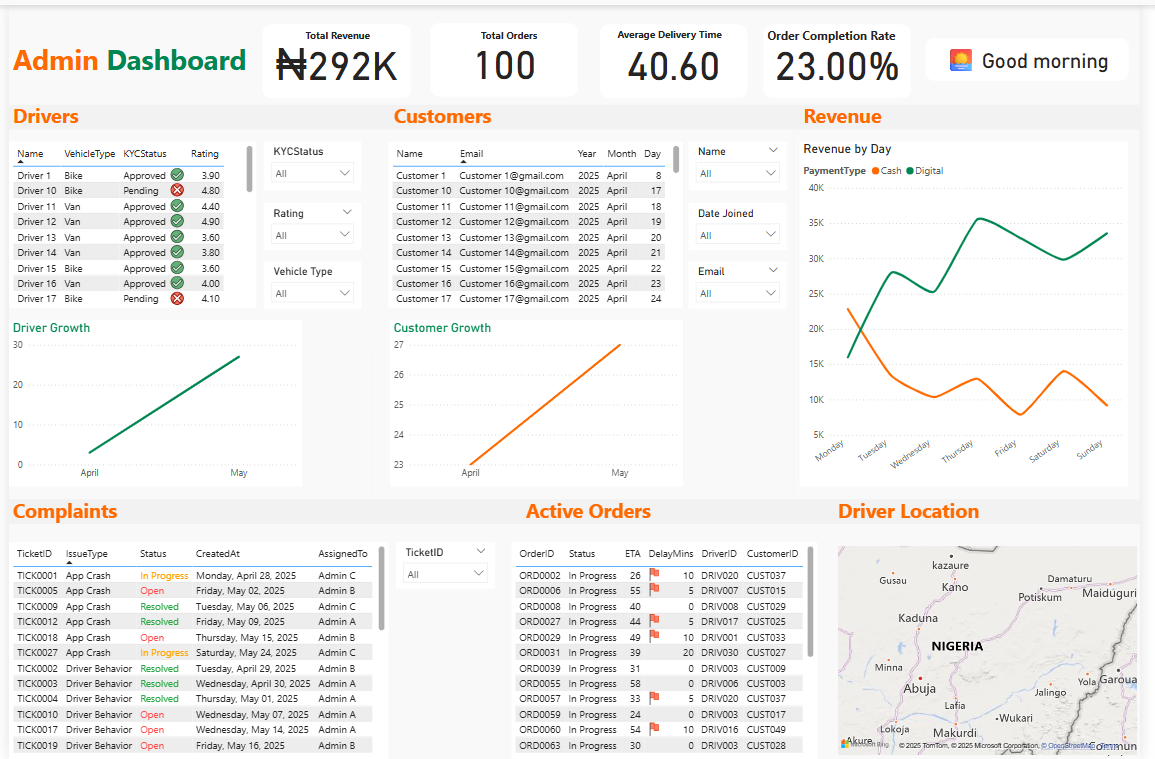 Admin Dashboard
Total Revenue
₦292K
Total Orders
100
Average Delivery Time
40.60
Order Completion Rate
23.00%
Good morning
Drivers
Name VehicleType KYCStatus Rating
Driver 1 Bike Approved 3.90
Driver 10 Bike Pending 4.80
Driver 11 Van Approved 4.40
Driver 12 Van Approved 4.90
Driver 13 Van Approved 3.60
Driver 14 Van Approved 3.80
Driver 15 Bike Approved 3.60
Driver 16 Van Approved 4.00
Driver 17 Bike Pending 4.10
KYCStatus
All
Rating
All
Vehicle Type
All
Customers
Name Email Year Month Day
Customer 1 Customer 1@gmail.com 2025 April 8
Customer 10 Customer 10@gmail.com 2025 April 17
Customer 11 Customer 11@gmail.com 2025 April 18
Customer 12 Customer 12@gmail.com 2025 April 19
Customer 13 Customer 13@gmail.com 2025 April 20
Customer 14 Customer 14@gmail.com 2025 April 21
Customer 15 Customer 15@gmail.com 2025 April 22
Customer 16 Customer 16@gmail.com 2025 April 23
Customer 17 Customer 17@gmail.com 2025 April 24
Name
All
Date Joined
All
Email
All
Revenue
Revenue by Day
PaymentType Cash Digital
40K
35K
30K
25K
20K
15K
10K
5K
Monday Tuesday Wednesday Thursday Friday Saturday Sunday
Driver Growth
30
20
10
0
April May
Customer Growth
27
26
25
24
23
April May
Complaints
TicketID IssueType Status CreatedAt AssignedTo
TICK0001 App Crash In Progress Monday, April 28, 2025 Admin C
TICK0005 App Crash Open Friday, May 02, 2025 Admin B
TICK0009 App Crash Resolved Tuesday, May 06, 2025 Admin C
TICK0012 App Crash Resolved Friday, May 09, 2025 Admin A
TICK0018 App Crash Open Thursday, May 15, 2025 Admin B
TICK0027 App Crash In Progress Saturday, May 24, 2025 Admin C
TICK0002 Driver Behavior Resolved Tuesday, April 29, 2025 Admin B
TICK0003 Driver Behavior Resolved Wednesday, April 30, 2025 Admin A
TICK0004 Driver Behavior Resolved Thursday, May 01, 2025 Admin A
TICK0010 Driver Behavior Open Wednesday, May 07, 2025 Admin A
TICK0017 Driver Behavior Open Wednesday, May 14, 2025 Admin A
TICK0019 Driver Behavior Open Friday, May 16, 2025 Admin B
TicketID
All
Active Orders
OrderID Status ETA DelayMins DriverID CustomerID
ORD0002 In Progress 26 10 DRIV020 CUST037
ORD0006 In Progress 55 5 DRIV007 CUST015
ORD0008 In Progress 40 0 DRIV003 CUST029
ORD0027 In Progress 44 5 DRIV017 CUST025
ORD0029 In Progress 49 10 DRIV001 CUST033
ORD0031 In Progress 39 20 DRIV030 CUST027
ORD0039 In Progress 31 0 DRIV003 CUST009
ORD0055 In Progress 58 0 DRIV006 CUST003
ORD0057 In Progress 33 5 DRIV020 CUST037
ORD0059 In Progress 24 0 DRIV003 CUST017
ORD0060 In Progress 54 10 DRIV016 CUST049
ORD0063 In Progress 30 0 DRIV003 CUST028
Driver Location
kazaure
Gusau
Kano
Damaturu
Potiskum
Maiduguri
Kaduna
NIGERIA
Minna
Abuja
Yola
Garoua
Jalingo
Lafia
Wukari
Lokoja
Makurdi
Akure
Microsoft Bing
© 2025 TomTom, © 2025 Microsoft Corporation, © OpenStreetMap Terms
Commun